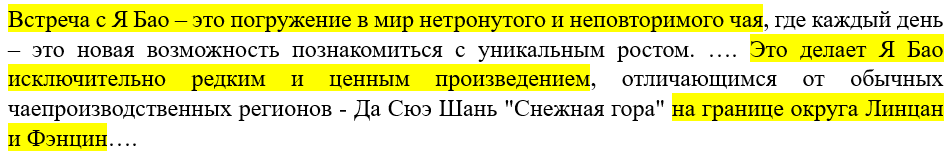 Встреча с Я Бао – это погружение в мир нетронутого и неповторимого чая, где каждый день
– это новая возможность познакомиться с уникальным ростом. …. Это делает Я Бао
исключительно редким и ценным произведением, отличающимся от обычных
чаепроизводственных регионов - Да Сюэ Шань "Снежная гора" на границе округа Линцан
и Фэнцин….